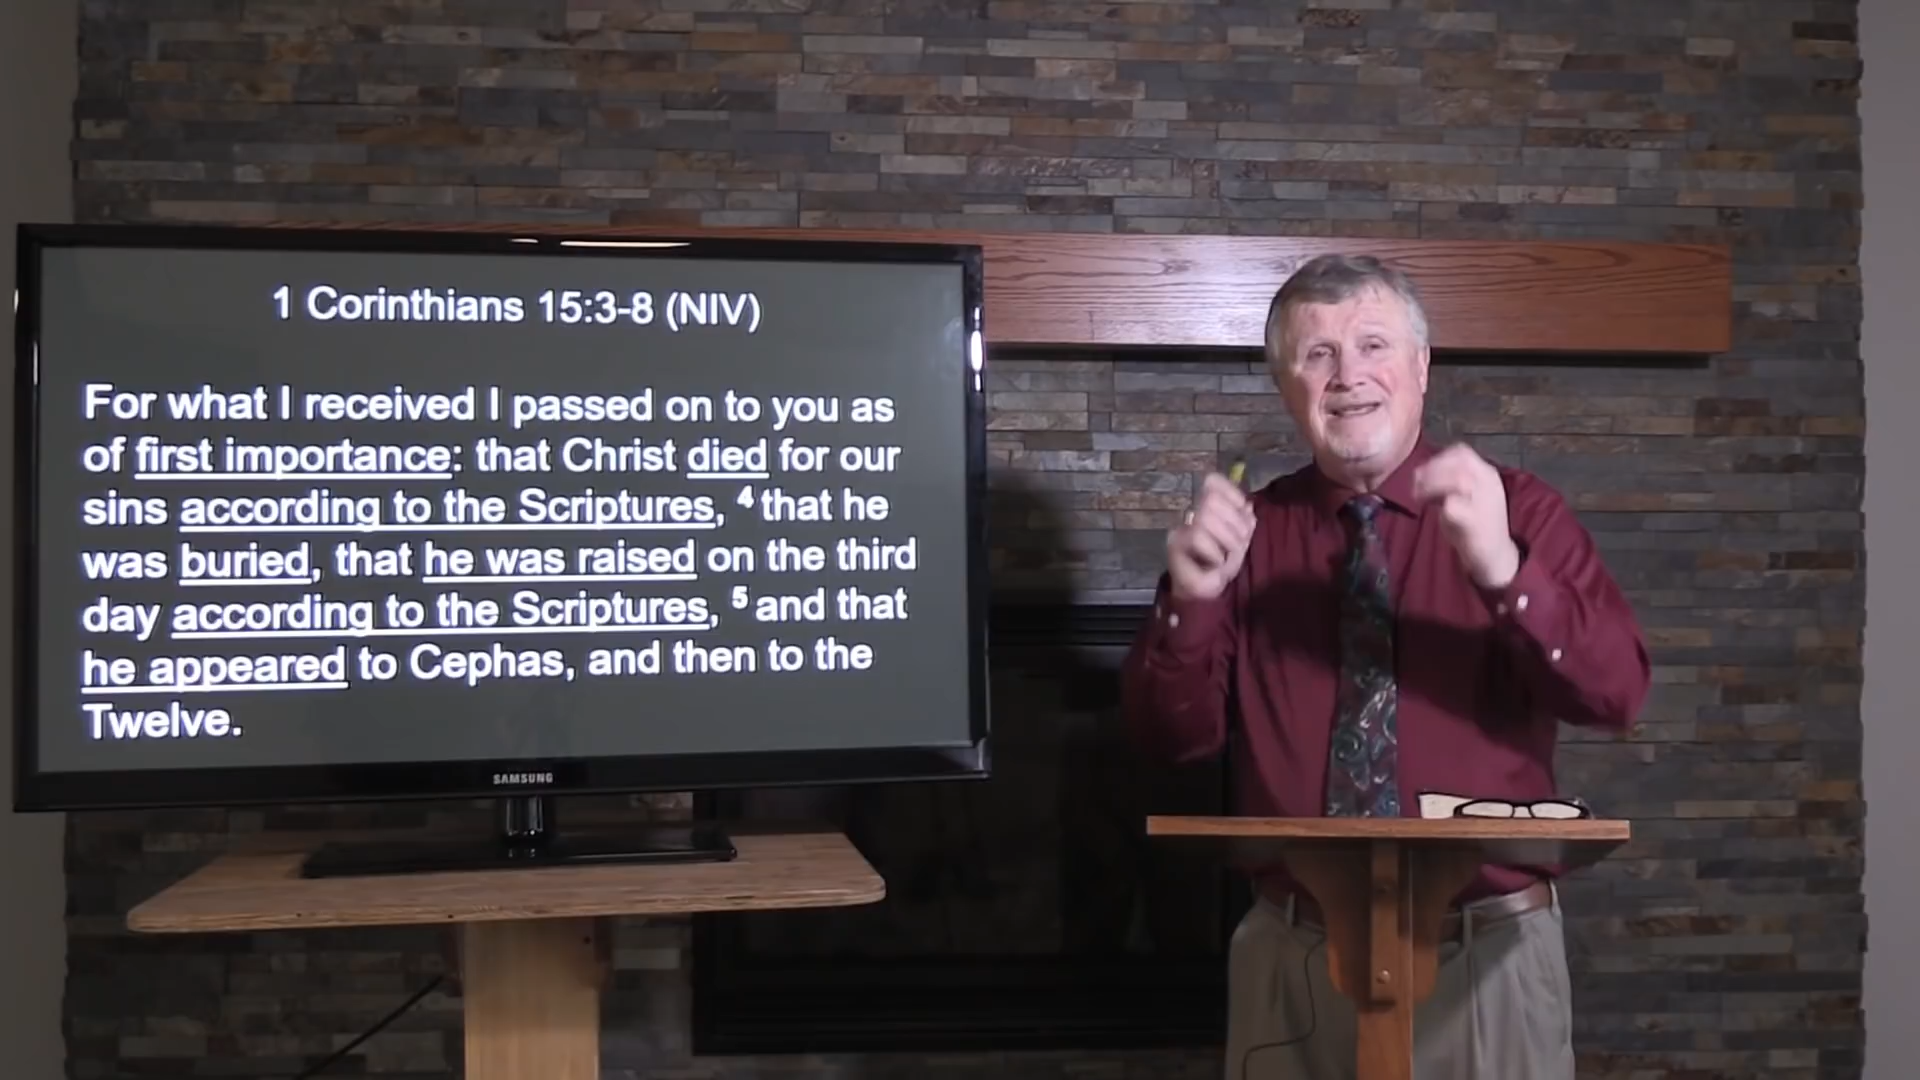 1 Corinthians 15:3-8 (NIV)
For what I received I passed on to you as
of first importance: that Christ died for our
sins according to the Scriptures, 4 that he
was buried, that he was raised on the third
day according to the Scriptures, 5 and that
he appeared to Cephas, and then to the
Twelve.
SAMSUNG